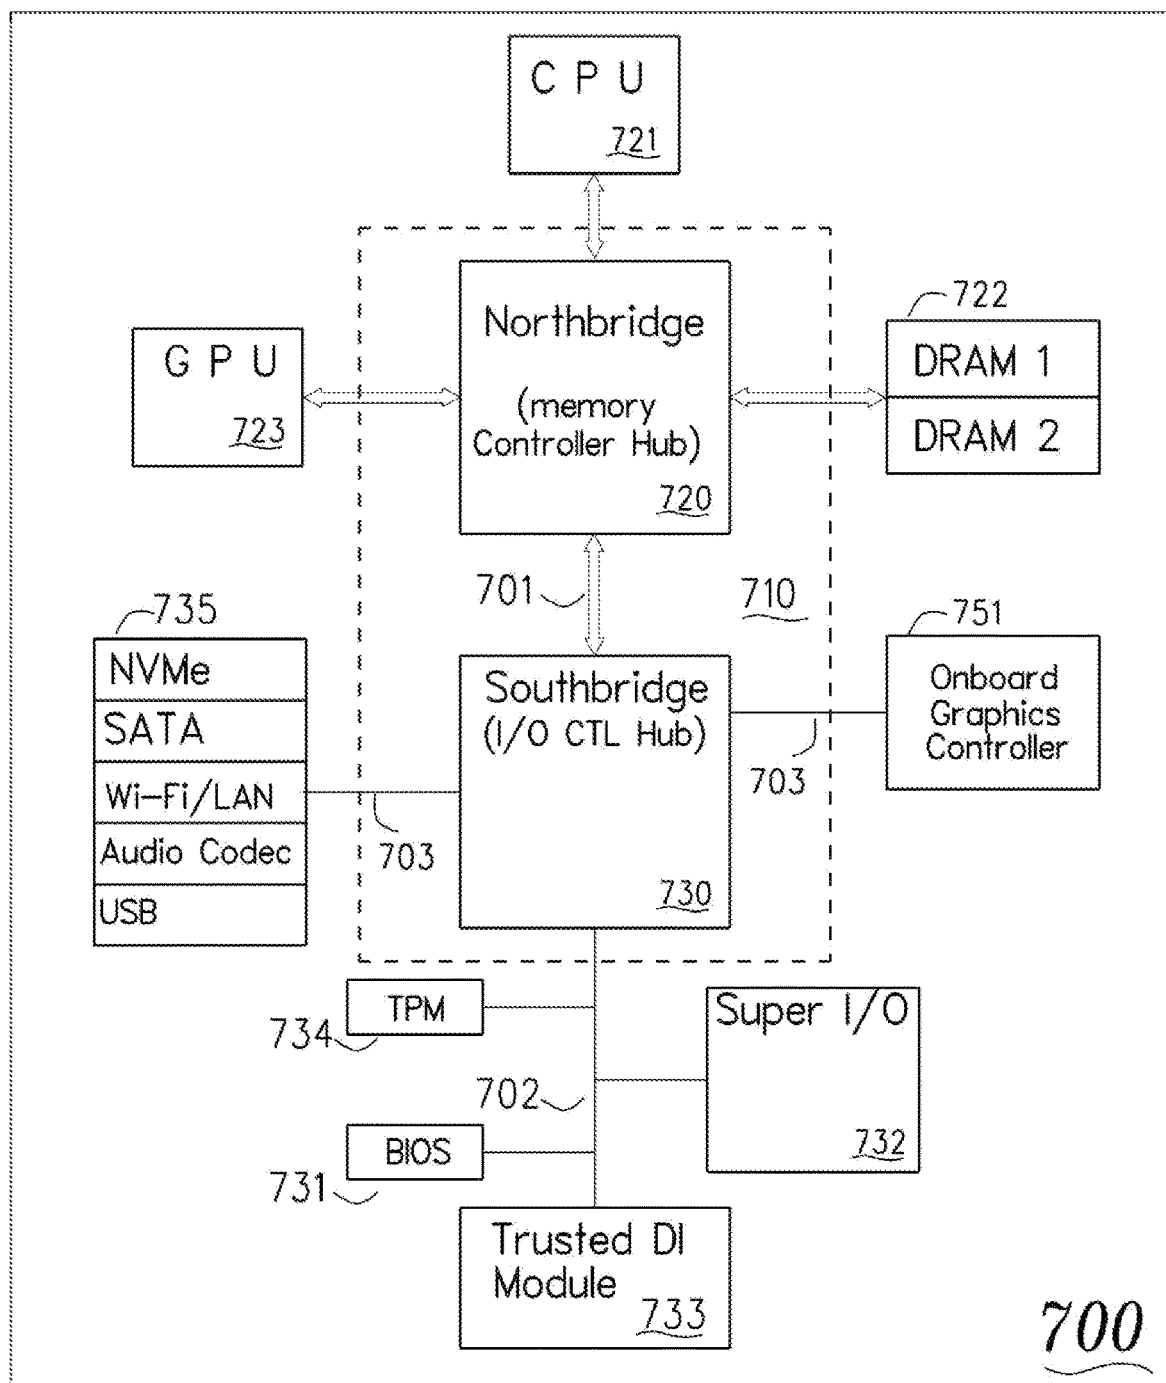 C P U
721
Northbridge
(memory
Controller Hub)
720
G P U
723
722
DRAM 1
DRAM 2
701
710
735
NVMe
SATA
Wi-Fi/LAN
Audio Codec
USB
703
Southbridge
(I/O CTL Hub)
730
751
Onboard
Graphics
Controller
703
TPM
734
702
Super I/O
732
BIOS
731
Trusted DI
Module
733
700